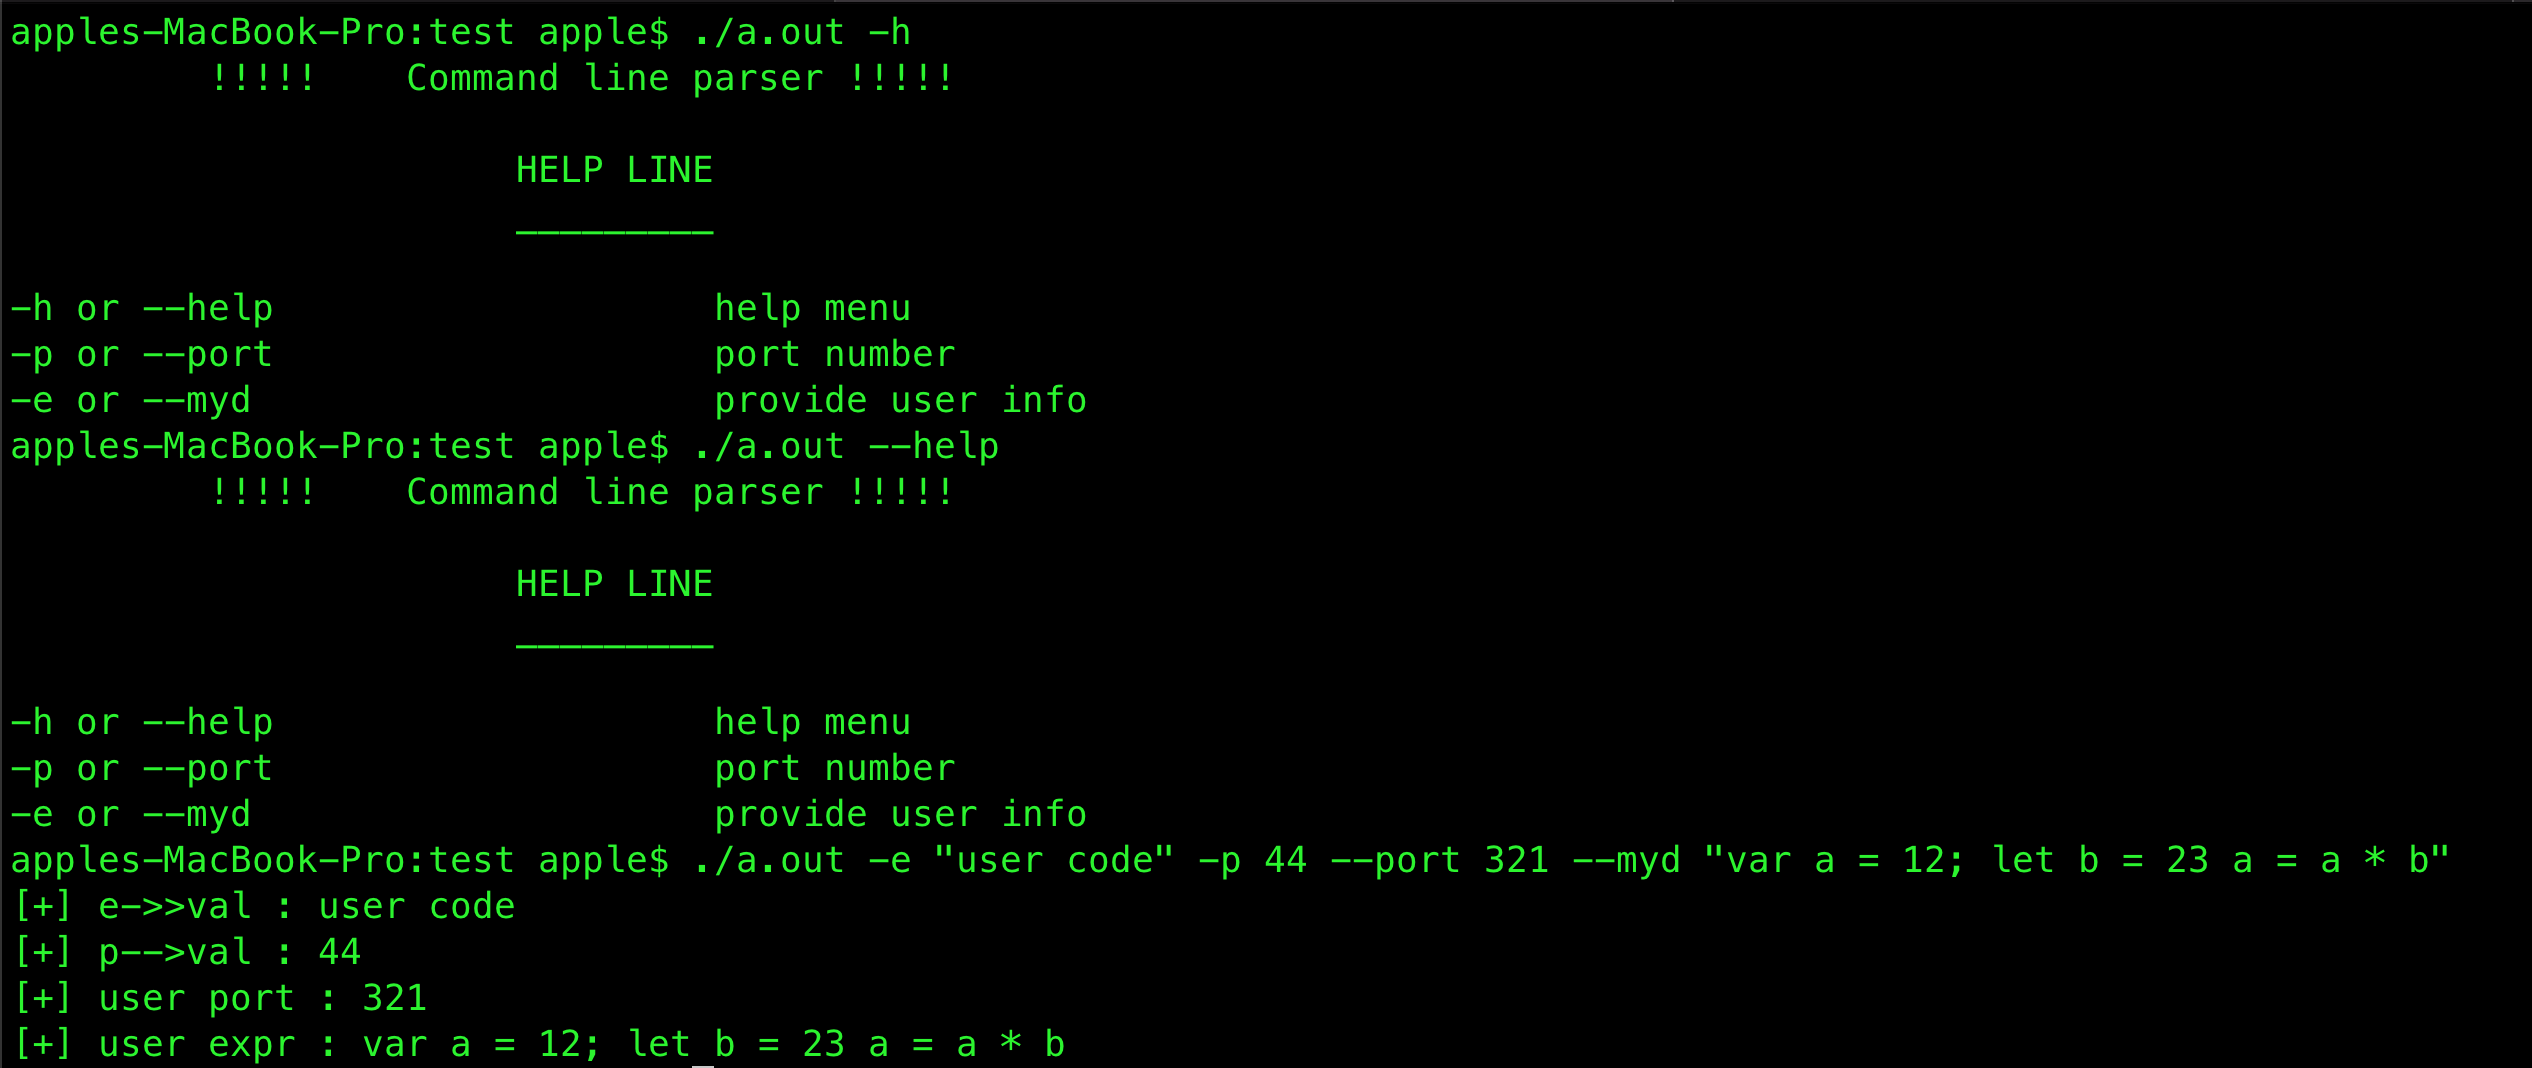 apples-MacBook-Pro:test apple$ ./a.out -h
!!!!!    Command line parser !!!!!
HELP LINE
_________
-h or --help                    help menu
-p or --port                    port number
-e or --myd                     provide user info
apples-MacBook-Pro:test apple$ ./a.out --help
!!!!!    Command line parser !!!!!
HELP LINE
_________
-h or --help                    help menu
-p or --port                    port number
-e or --myd                     provide user info
apples-MacBook-Pro:test apple$ ./a.out -e "user code" -p 44 --port 321 --myd "var a = 12; let b = 23 a = a * b"
[+] e->>val : user code
[+] p-->val : 44
[+] user port : 321
[+] user expr : var a = 12; let b = 23 a = a * b